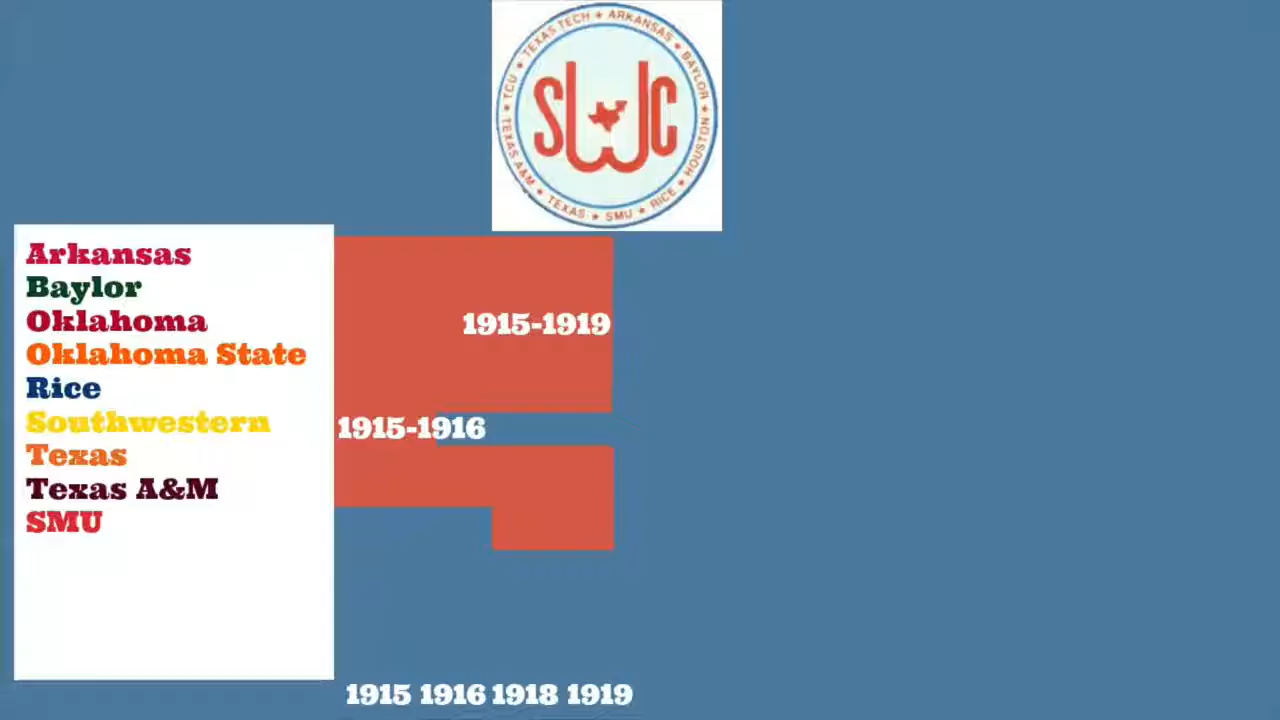 TCU ★ TEXAS TECH ★ ARKANSAS ★ BAYLOR ★ HOUSTON ★ RICE ★ SMU ★ TEXAS ★ TEXAS A&M ★
SWC
Arkansas
Baylor
Oklahoma
Oklahoma State
Rice
Southwestern
Texas
Texas A&M
SMU
1915-1919
1915-1916
1915 1916 1918 1919